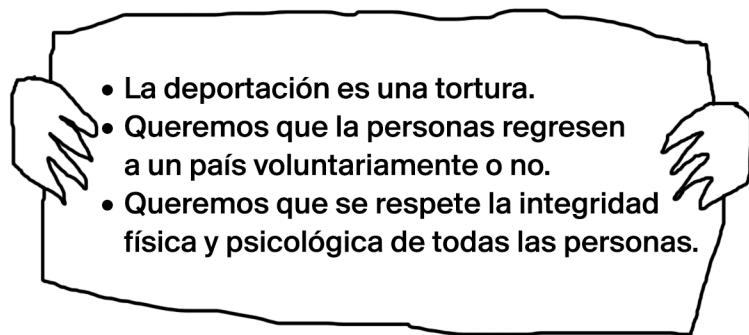 • La deportación es una tortura.
• Queremos que la personas regresen
a un país voluntariamente o no.
• Queremos que se respete la integridad
física y psicológica de todas las personas.